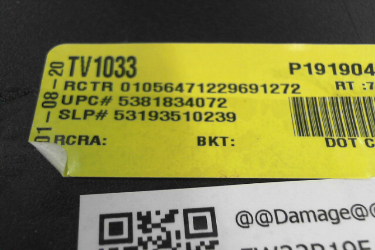 01-08-20
TV1033 P191904
RCTR 01056471229691272 RT :7
UPC# 5381834072
SLP# 53193510239
RCRA: BKT: DOT C
@@Damage@@